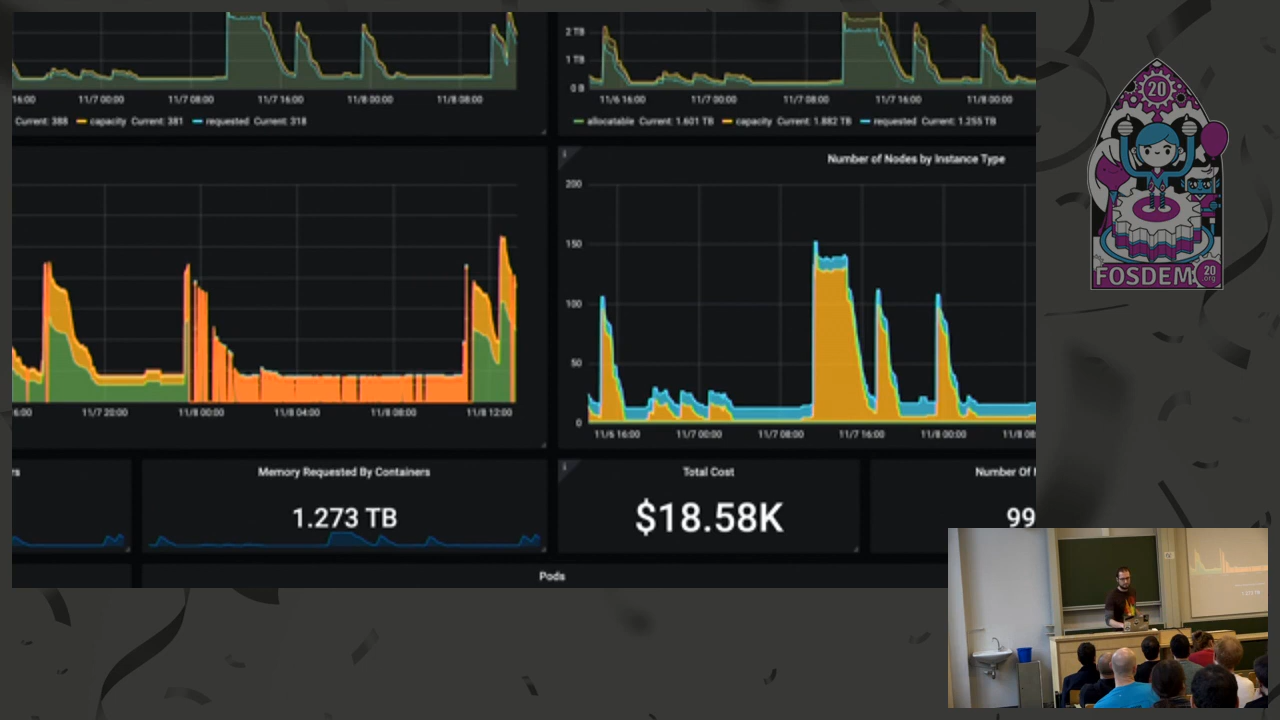 2 TB
1 TB
0 B
16:00 11/7 00:00 11/7 08:00 11/7 16:00 11/8 00:00 11/8 08:00
11/6 16:00 11/7 00:00 11/7 08:00 11/7 16:00 11/8 00:00
Current: 388 capacity Current: 381 requested Current: 318
allocatable Current: 1.601 TB capacity Current: 1.882 TB requested Current: 1.255 TB
Number of Nodes by Instance Type
200
150
100
50
0
6:00 11/7 20:00 11/8 00:00 11/8 04:00 11/8 08:00 11/8 12:00
11/6 16:00 11/7 00:00 11/7 08:00 11/7 16:00 11/8 00:00 11/8 08
rs
Memory Requested By Containers
1.273 TB
Total Cost
$18.58K
Number Of
99
Pods
20
FOSDEM
20
.org